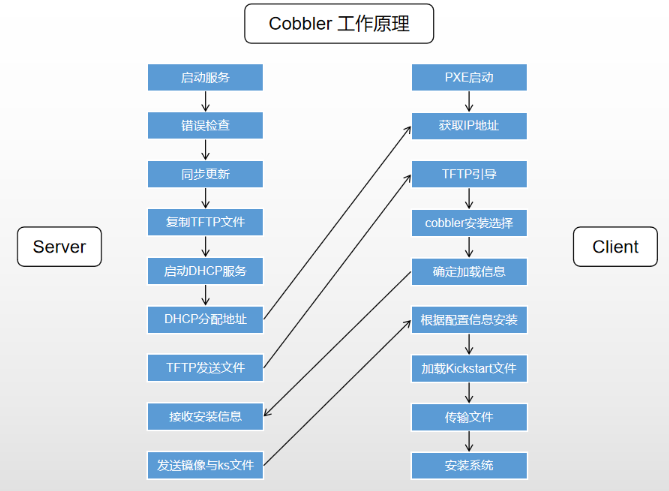 Cobbler 工作原理
Server
启动服务
错误检查
同步更新
复制TFTP文件
启动DHCP服务
DHCP分配地址
TFTP发送文件
接收安装信息
发送镜像与ks文件
PXE启动
获取IP地址
TFTP引导
cobbler安装选择
确定加载信息
根据配置信息安装
加载Kickstart文件
传输文件
安装系统
Client